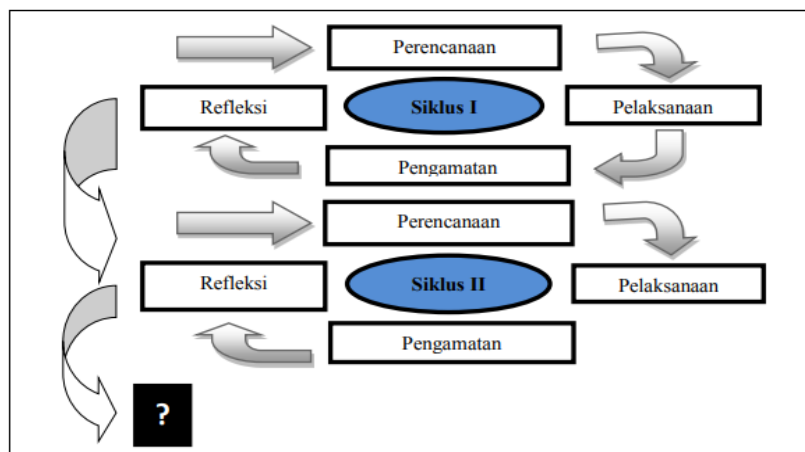 Perencanaan
Refleksi
Siklus I
Pelaksanaan
Pengamatan
Perencanaan
Refleksi
Siklus II
Pelaksanaan
Pengamatan
?